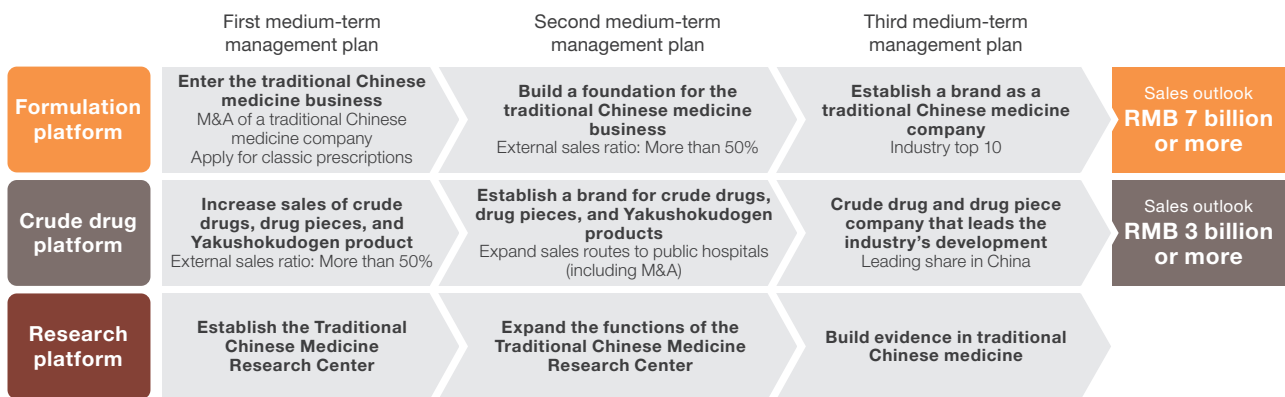 First medium-term
management plan
Second medium-term
management plan
Third medium-term
management plan
Formulation
platform
Enter the traditional Chinese
medicine business
M&A of a traditional Chinese
medicine company
Apply for classic prescriptions
Build a foundation for the
traditional Chinese medicine
business
External sales ratio: More than 50%
Establish a brand as a
traditional Chinese medicine
company
Industry top 10
Sales outlook
RMB 7 billion
or more
Crude drug
platform
Increase sales of crude
drugs, drug pieces, and
Yakushokudogen product
External sales ratio: More than 50%
Establish a brand for crude drugs,
drug pieces, and Yakushokudogen
products
Expand sales routes to public hospitals
(including M&A)
Crude drug and drug piece
company that leads the
industry's development
Leading share in China
Sales outlook
RMB 3 billion
or more
Research
platform
Establish the Traditional
Chinese Medicine
Research Center
Expand the functions of the
Traditional Chinese Medicine
Research Center
Build evidence in traditional
Chinese medicine